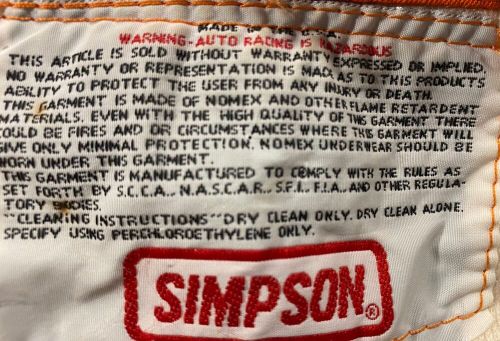 MADE IN THE U.S.A.
WARNING-AUTO RACING IS HAZARDOUS
THIS ARTICLE IS SOLD WITHOUT WARRANTY EXPRESSED OR IMPLIED.
NO WARRANTY OR REPRESENTATION IS MADE AS TO THIS PRODUCTS
ABILITY TO PROTECT THE USER FROM ANY INJURY OR DEATH.
THIS GARMENT IS MADE OF NOMEX AND OTHER FLAME RETARDENT
MATERIALS. EVEN WITH THE HIGH QUALITY OF THIS GARMENT THERE
COULD BE FIRES AND OR CIRCUMSTANCES WHERE THIS GARMENT WILL
GIVE ONLY MINIMAL PROTECTION. NOMEX UNDERWEAR SHOULD BE
WORN UNDER THIS GARMENT.
THIS GARMENT IS MANUFACTURED TO COMPLY WITH THE RULES AS
SET FORTH BY S.C.C.A., N.A.S.C.A.R., S.F.I., F.I.A., AND OTHER REGULA-
TORY BODIES.
"CLEANING INSTRUCTIONS" DRY CLEAN ONLY. DRY CLEAN ALONE.
SPECIFY USING PERCHLOROETHYLENE ONLY.
SIMPSON®